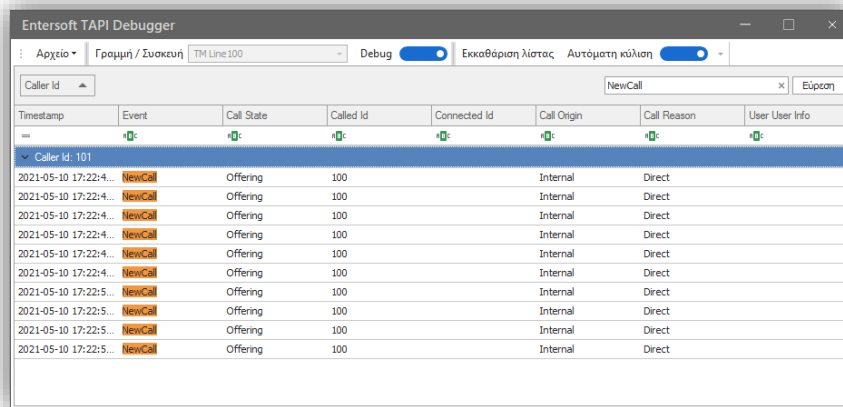 Entersoft TAPI Debugger
Αρχείο Γραμμή / Συσκευή TM Line 100 Debug Εκκαθάριση λίστας Αυτόματη κύλιση
Caller Id NewCall × Εύρεση
Timestamp Event Call State Called Id Connected Id Call Origin Call Reason User User Info
Caller Id: 101
2021-05-10 17:22:4... NewCall Offering 100 Internal Direct
2021-05-10 17:22:4... NewCall Offering 100 Internal Direct
2021-05-10 17:22:4... NewCall Offering 100 Internal Direct
2021-05-10 17:22:4... NewCall Offering 100 Internal Direct
2021-05-10 17:22:4... NewCall Offering 100 Internal Direct
2021-05-10 17:22:4... NewCall Offering 100 Internal Direct
2021-05-10 17:22:5... NewCall Offering 100 Internal Direct
2021-05-10 17:22:5... NewCall Offering 100 Internal Direct
2021-05-10 17:22:5... NewCall Offering 100 Internal Direct
2021-05-10 17:22:5... NewCall Offering 100 Internal Direct